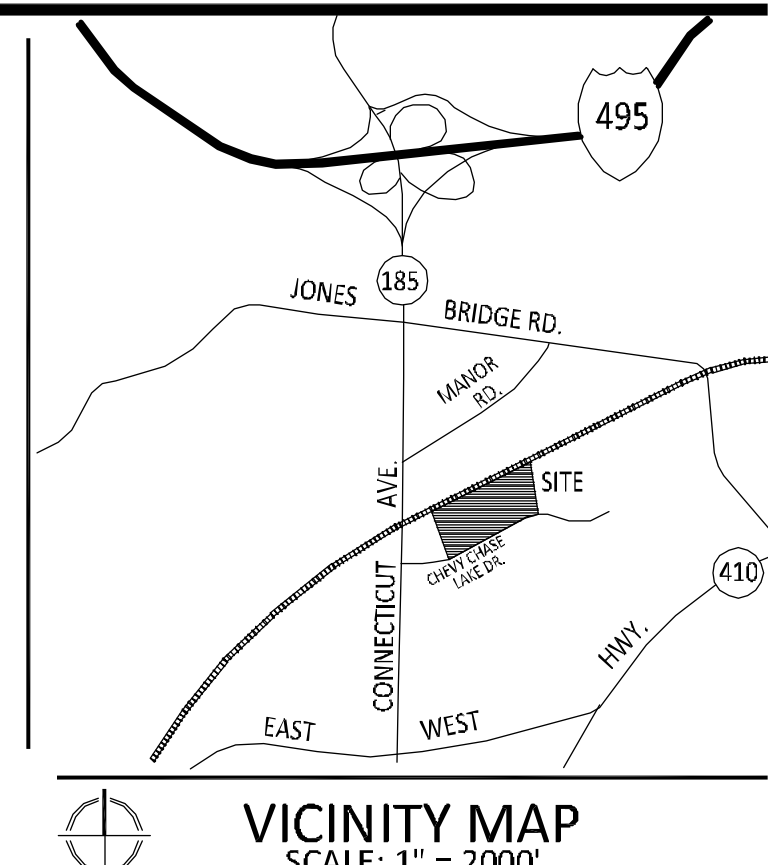 495
185
JONES BRIDGE RD.
MANOR
RD.
CONNECTICUT AVE.
SITE
CHEVY CHASE
LAKE DR.
410
EAST WEST HWY.
VICINITY MAP
SCALE: 1" = 2000'